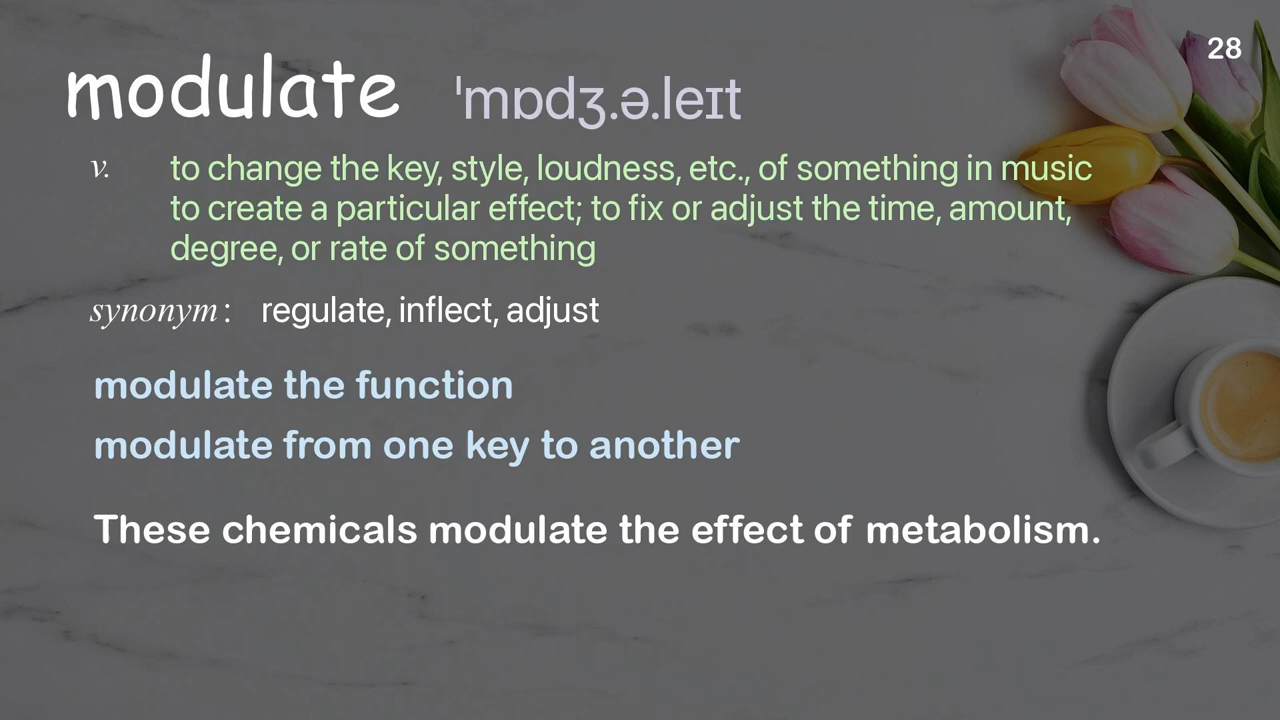 28
modulate ˈmɒdʒ.ə.leɪt
v. to change the key, style, loudness, etc., of something in music
to create a particular effect; to fix or adjust the time, amount,
degree, or rate of something
synonym: regulate, inflect, adjust
modulate the function
modulate from one key to another
These chemicals modulate the effect of metabolism.